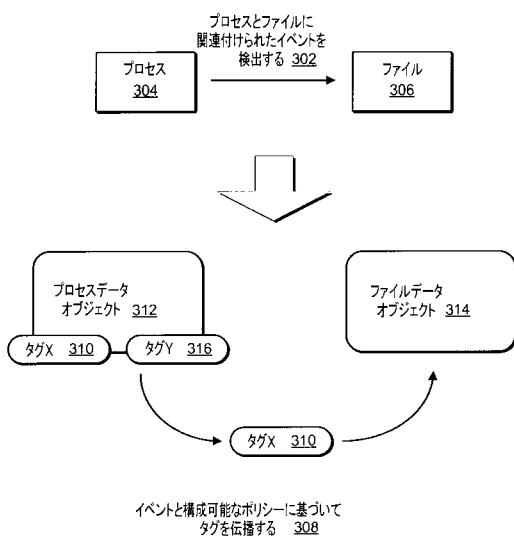 プロセスとファイルに
関連付けられたイベントを
検出する 302
プロセス
304
ファイル
306
プロセスデータ
オブジェクト 312
ファイルデータ
オブジェクト 314
タグX 310
タグY 316
タグX 310
イベントと構成可能なポリシーに基づいて
タグを伝播する 308